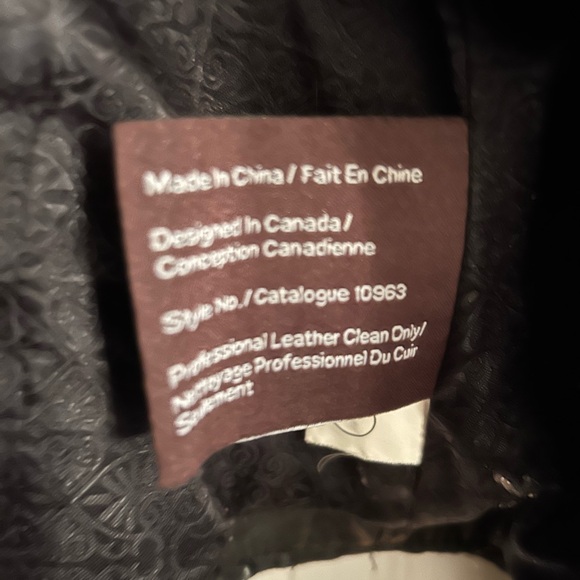 Made In China / Fait En Chine
Designed In Canada /
Conception Canadienne
Style No. / Catalogue 10963
Professional Leather Clean Only/
Nettoyage Professionnel Du Cuir
Sulement